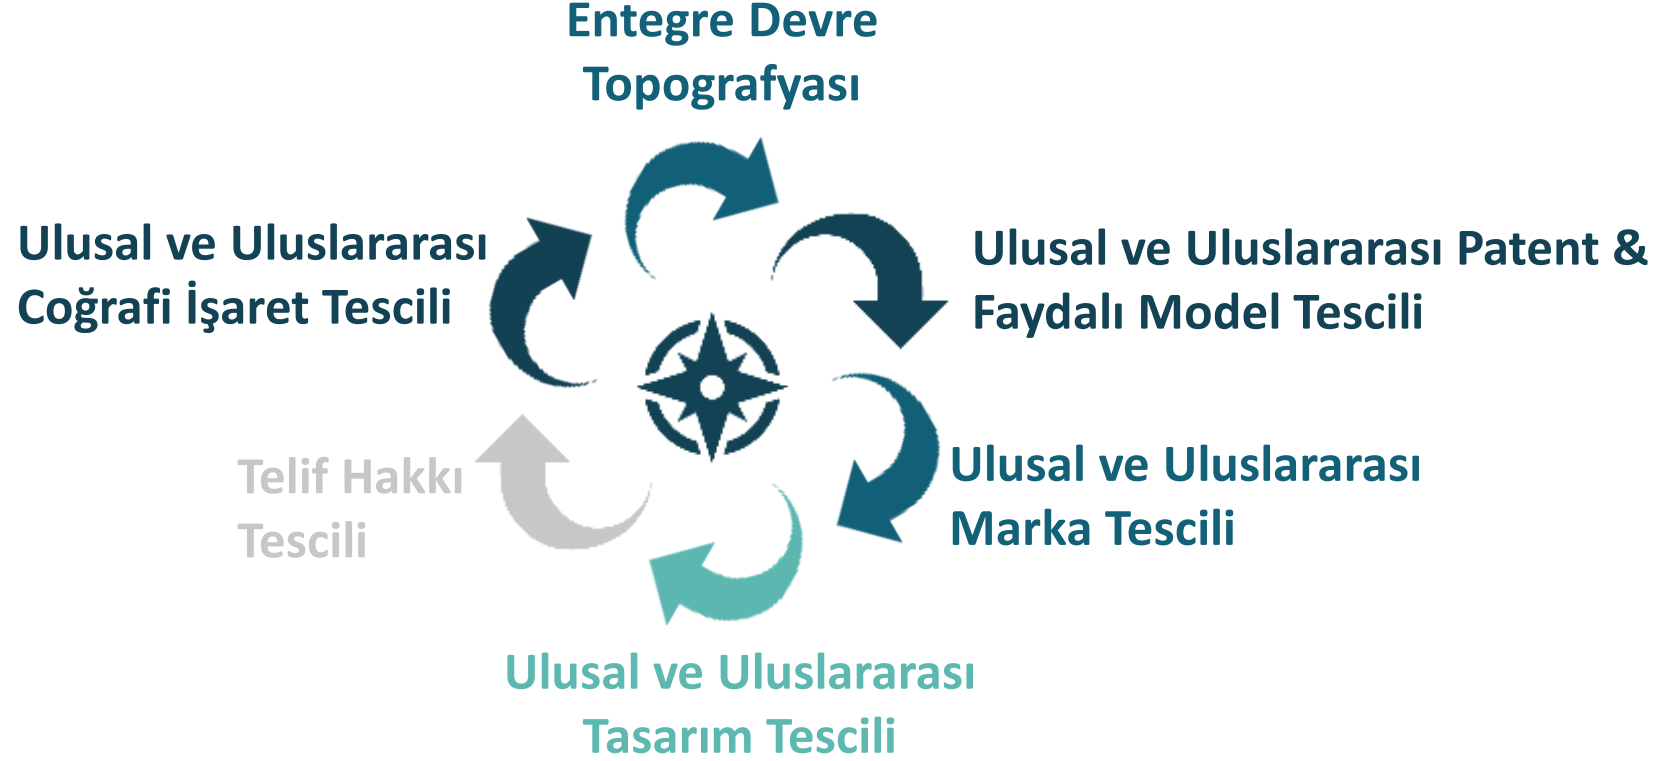 Entegre Devre
Topografyası
Ulusal ve Uluslararası Patent &
Faydalı Model Tescili
Ulusal ve Uluslararası
Marka Tescili
Ulusal ve Uluslararası
Tasarım Tescili
Telif Hakkı
Tescili
Ulusal ve Uluslararası
Coğrafi İşaret Tescili